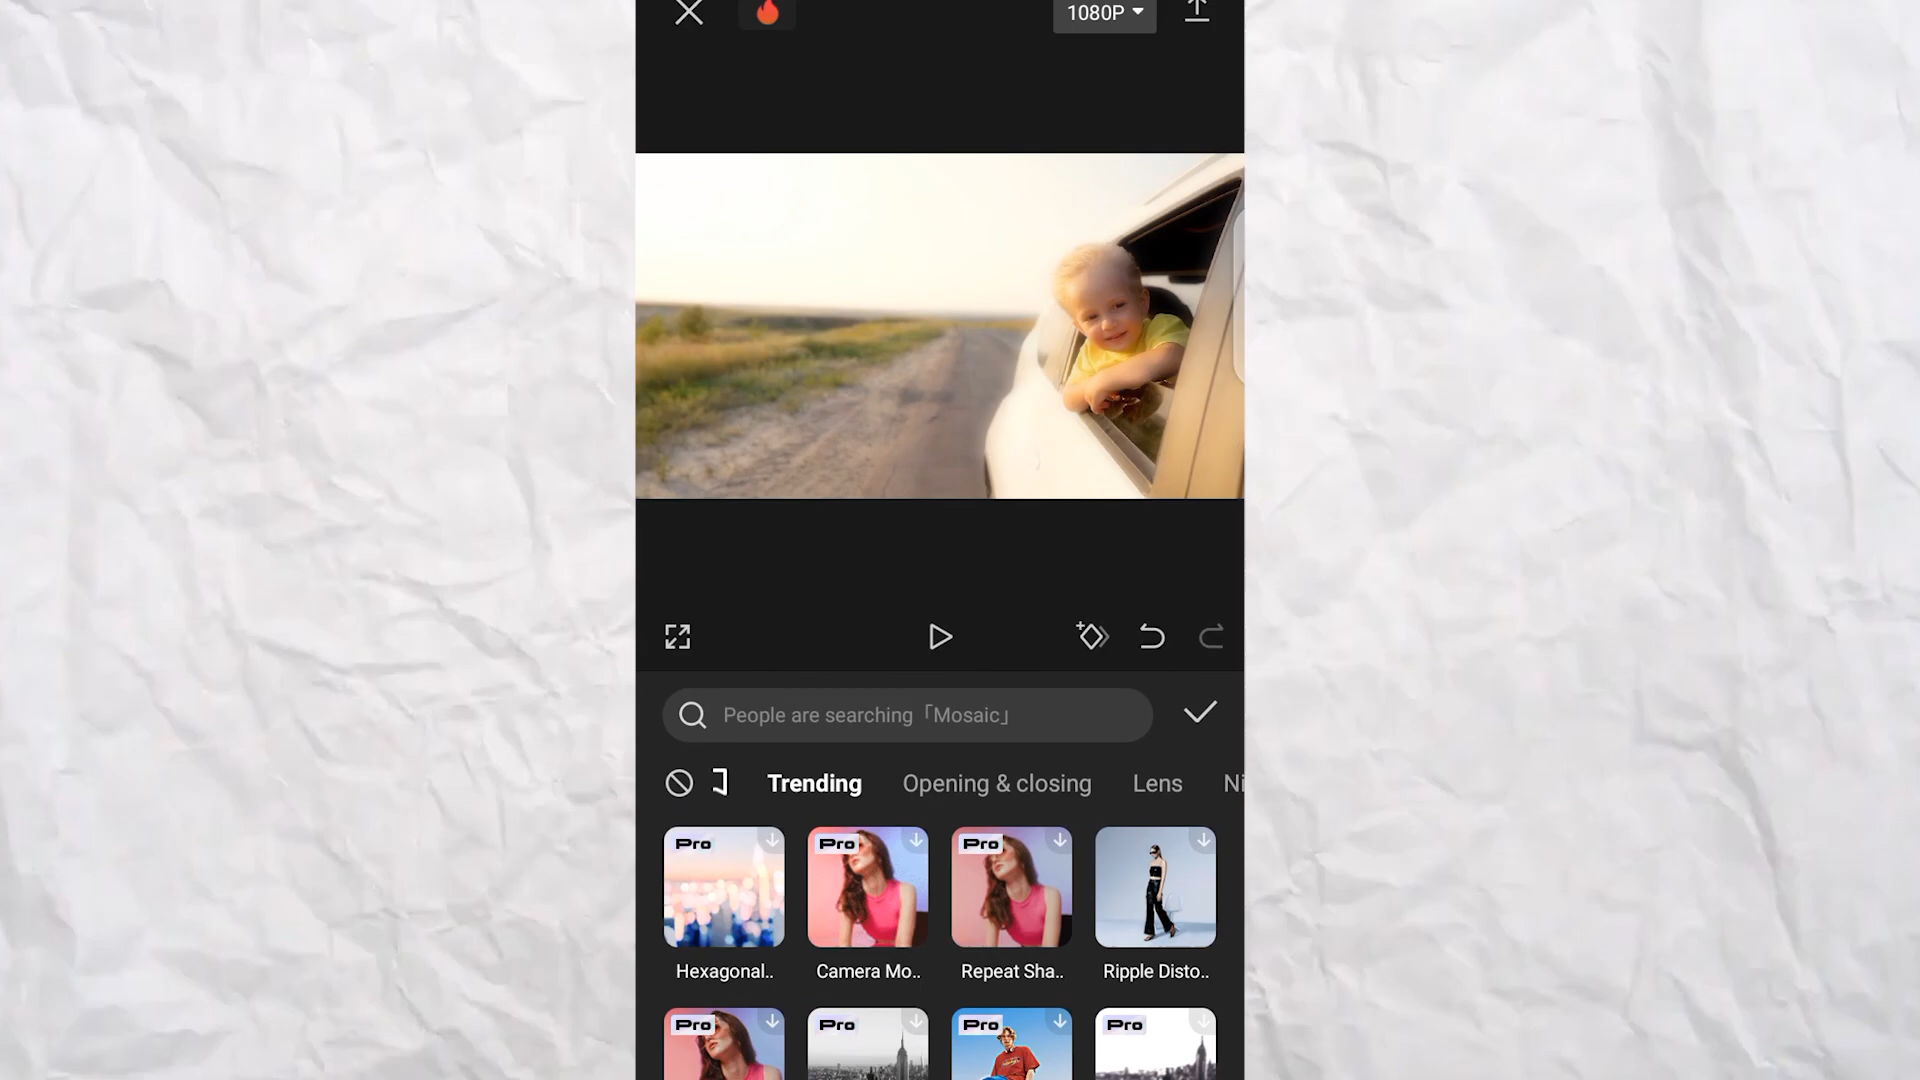 1080P
People are searching「Mosaic」
Trending
Opening & closing
Lens
Ni
Pro
Pro
Pro
Hexagonal..
Camera Mo..
Repeat Sha..
Ripple Disto..
Pro
Pro
Pro
Pro